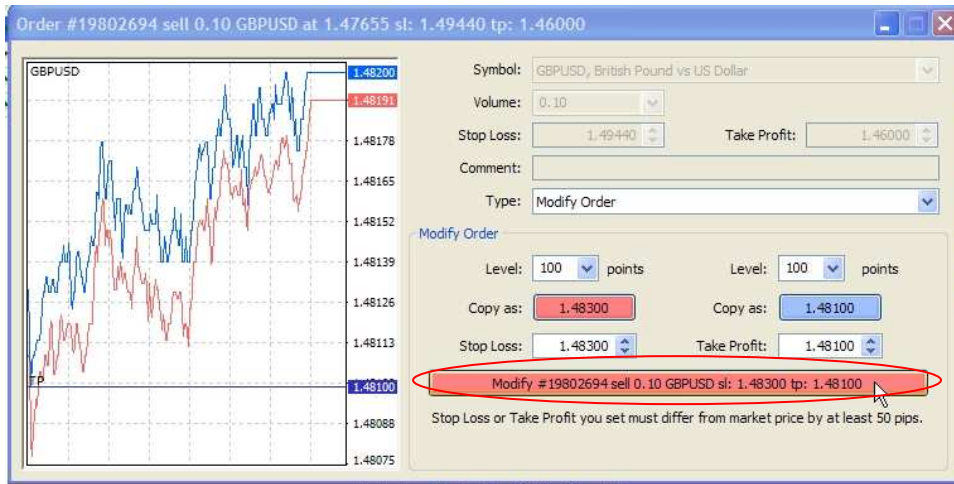 Order #19802694 sell 0.10 GBPUSD at 1.47655 sl: 1.49440 tp: 1.46000
GBPUSD
1.48200
1.48191
1.48178
1.48165
1.48152
1.48139
1.48126
1.48113
TP
1.48100
1.48088
1.48075
Symbol: GBPUSD, British Pound vs US Dollar
Volume: 0.10
Stop Loss: 1.49440 Take Profit: 1.46000
Comment:
Type: Modify Order
Modify Order
Level: 100 points Level: 100 points
Copy as: 1.48300 Copy as: 1.48100
Stop Loss: 1.48300 Take Profit: 1.48100
Modify #19802694 sell 0.10 GBPUSD sl: 1.48300 tp: 1.48100
Stop Loss or Take Profit you set must differ from market price by at least 50 pips.